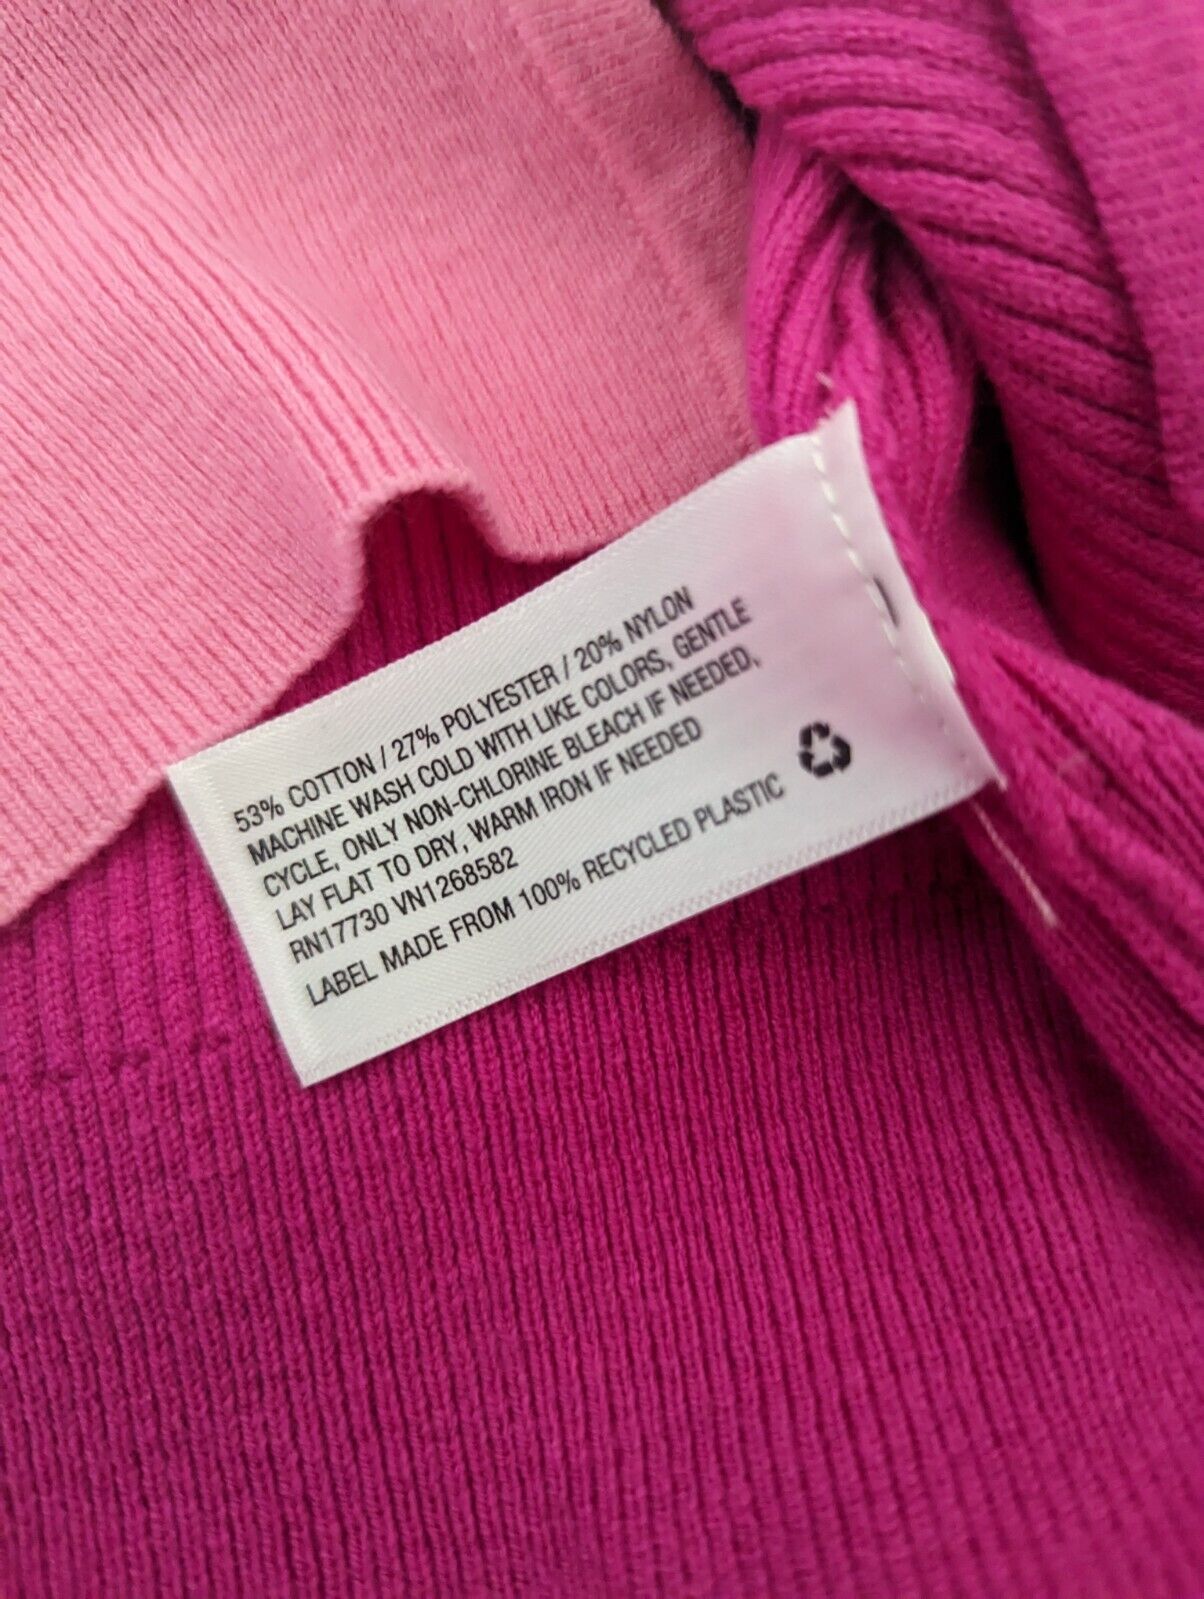 53% COTTON / 27% POLYESTER / 20% NYLON
MACHINE WASH COLD WITH LIKE COLORS, GENTLE
CYCLE, ONLY NON-CHLORINE BLEACH IF NEEDED,
LAY FLAT TO DRY, WARM IRON IF NEEDED
RN17730 VN1268582
LABEL MADE FROM 100% RECYCLED PLASTIC